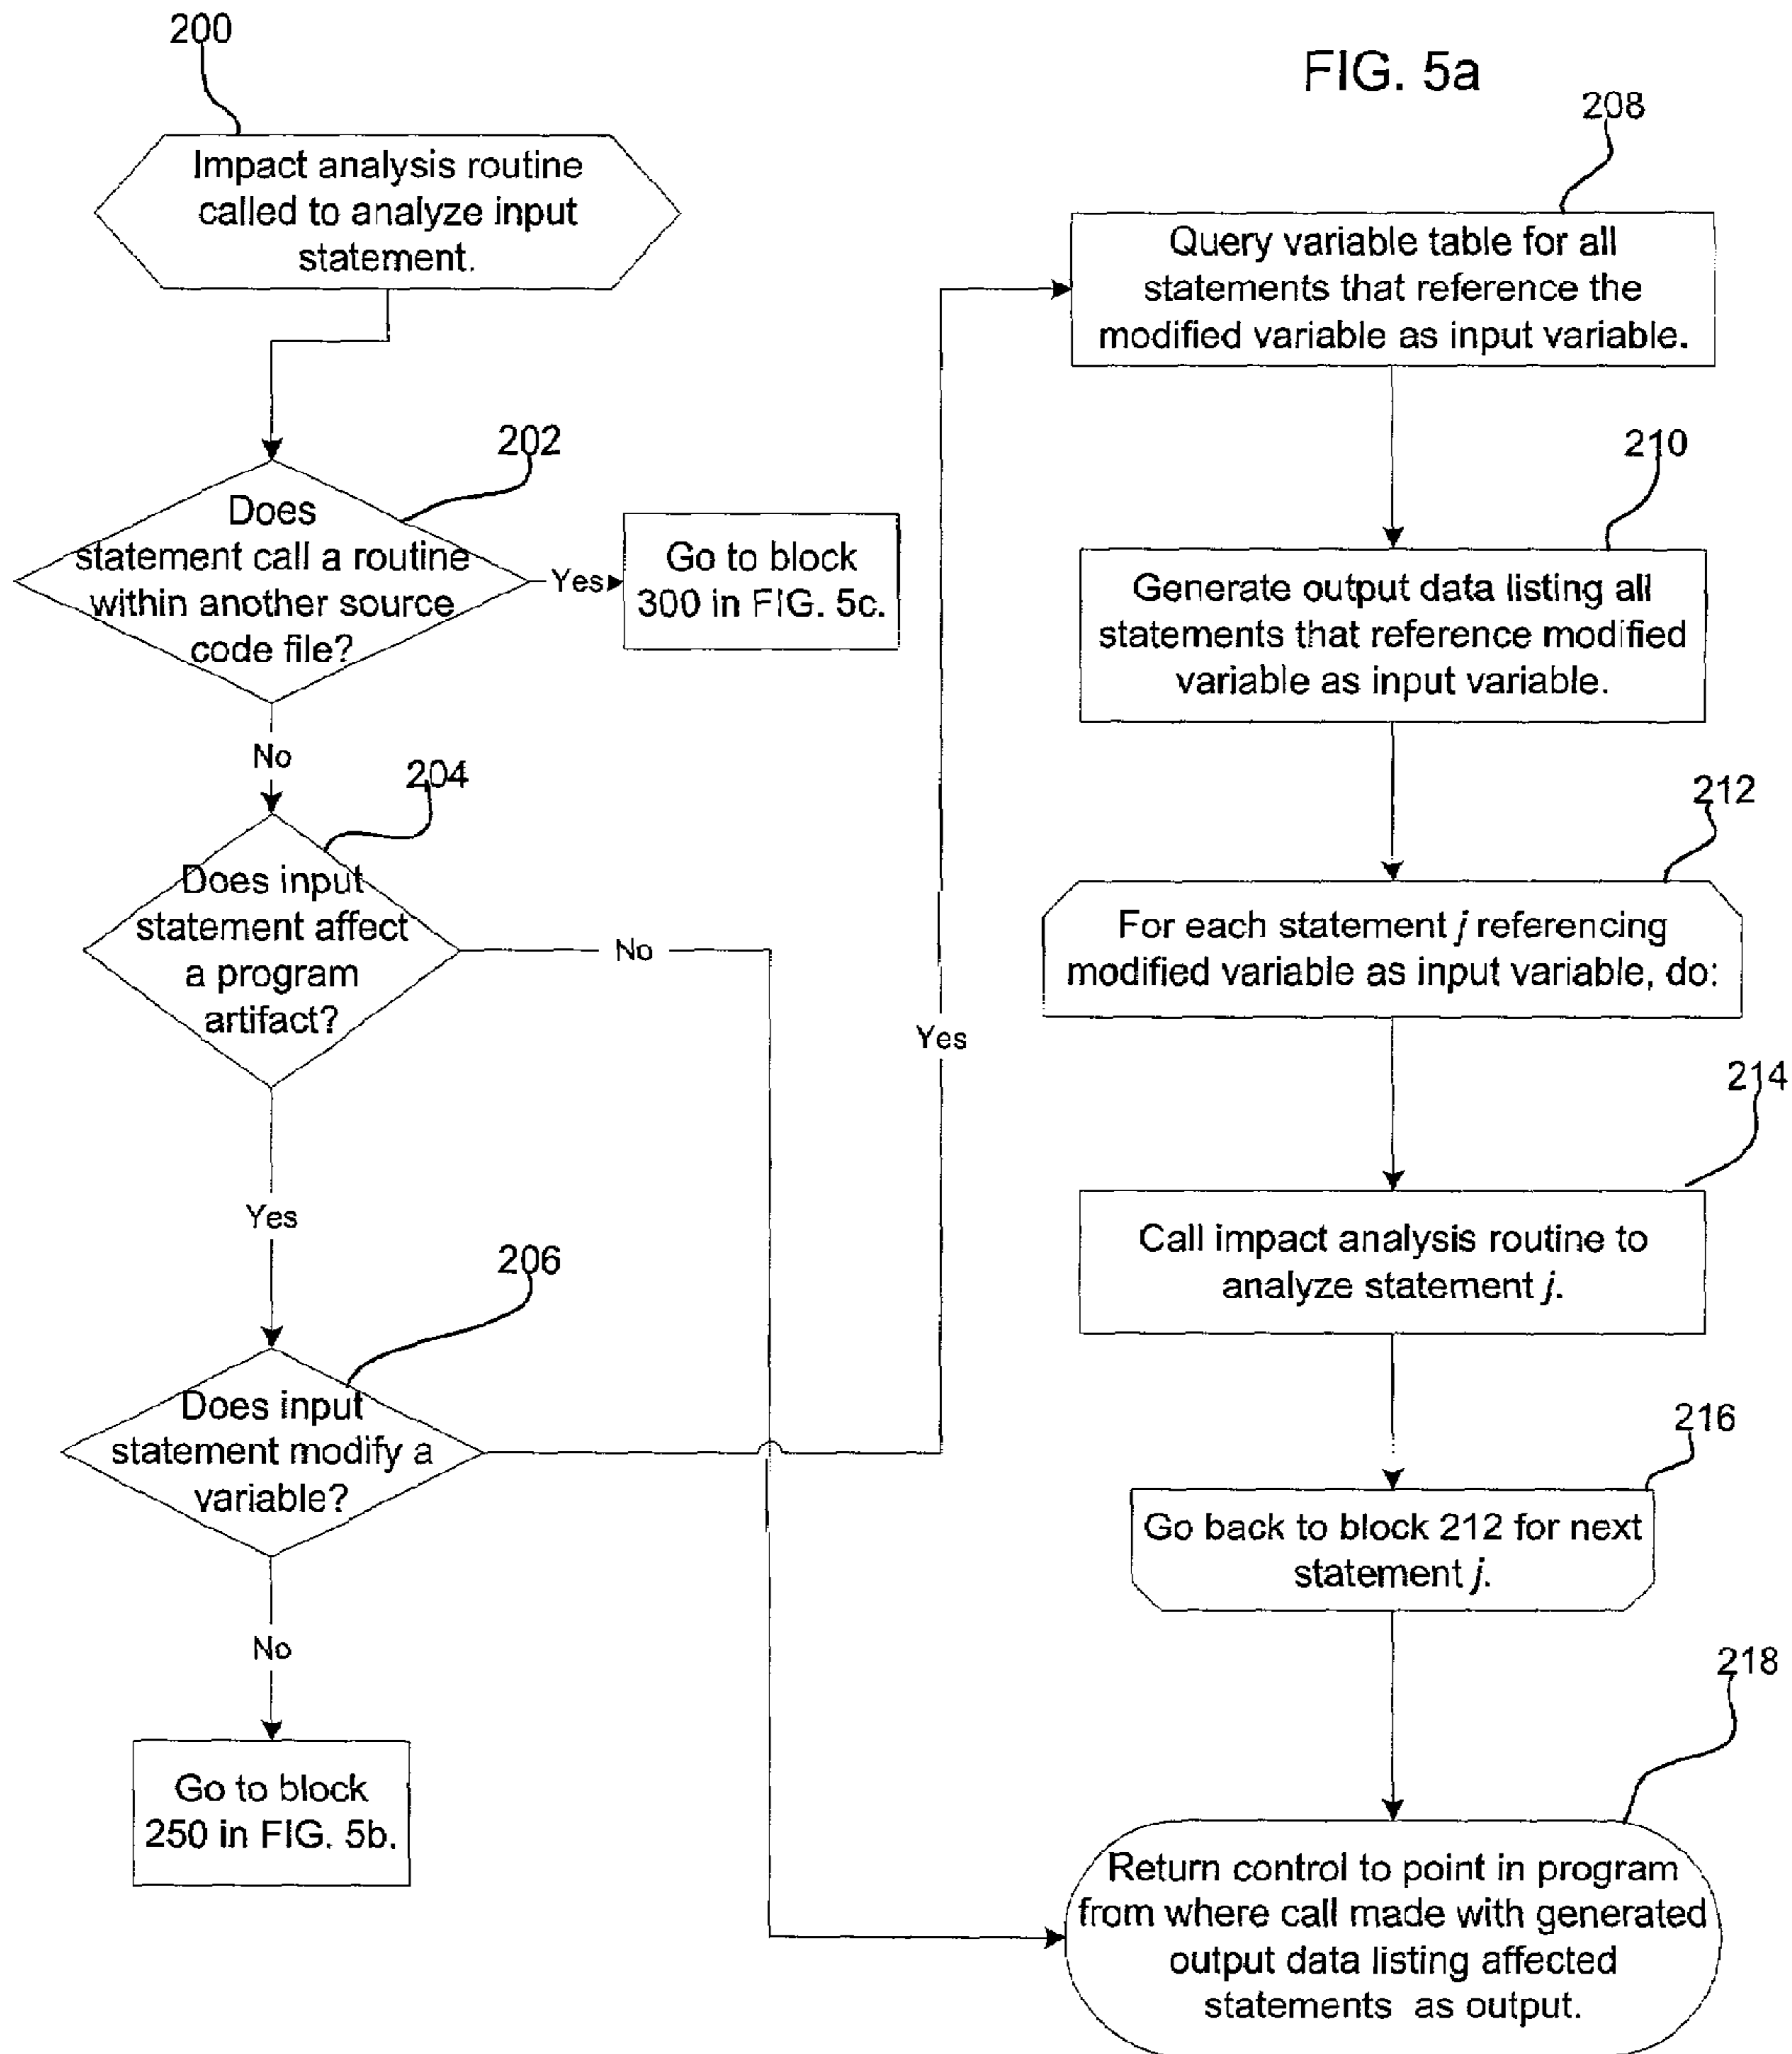 FIG. 5a
200
Impact analysis routine
called to analyze input
statement.
202
Does
statement call a routine
within another source
code file?
Yes
Go to block
300 in FIG. 5c.
No
204
Does input
statement affect
a program
artifact?
No
Yes
206
Does input
statement modify a
variable?
Yes
No
Go to block
250 in FIG. 5b.
208
Query variable table for all
statements that reference the
modified variable as input variable.
210
Generate output data listing all
statements that reference modified
variable as input variable.
212
For each statement j referencing
modified variable as input variable, do:
214
Call impact analysis routine to
analyze statement j.
216
Go back to block 212 for next
statement j.
218
Return control to point in program
from where call made with generated
output data listing affected
statements as output.